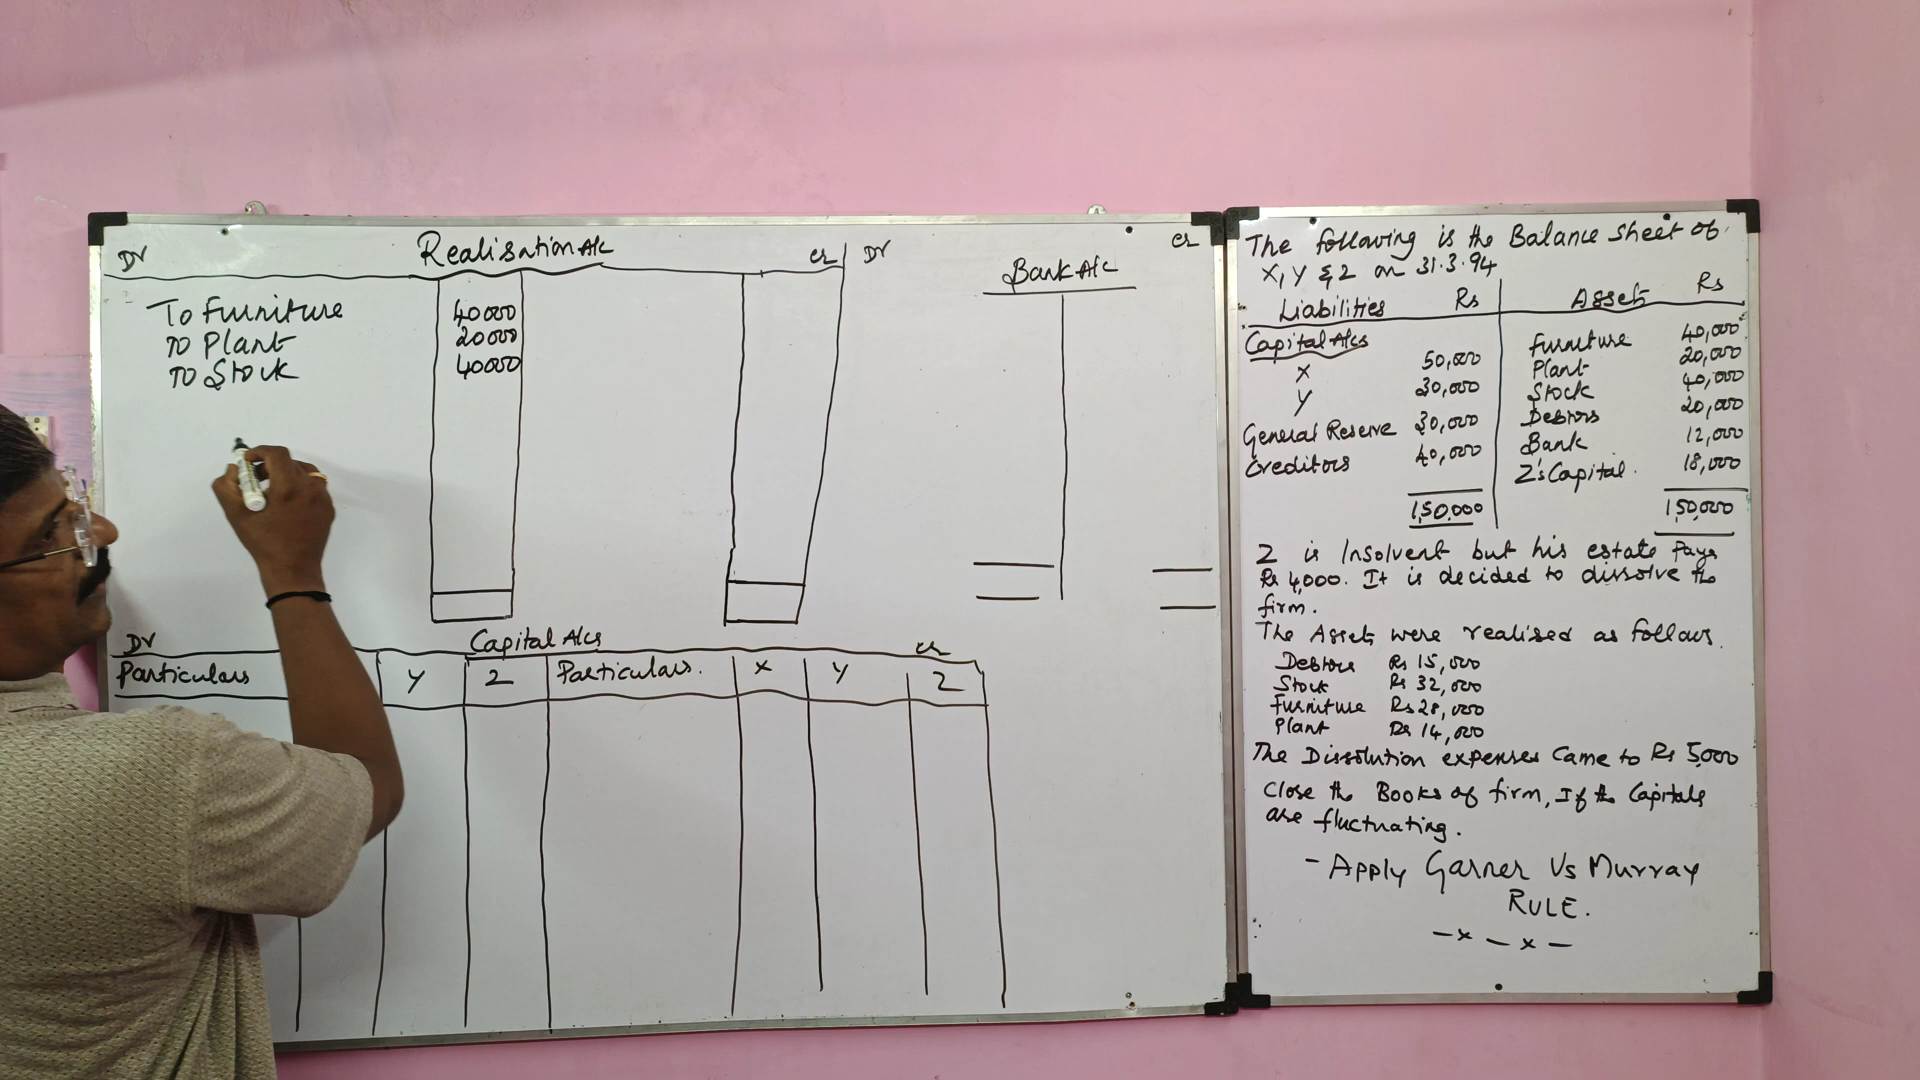 Dr Realisation A/c cr
To Furniture 40000
To Plant 20000
To Stock 40000
Dr Bank A/c cr
Dr Capital A/cs cr
Particulars Y Z Particulars. X Y Z
The following is the Balance Sheet of
X, Y & Z on 31.3.94
Liabilities Rs Assets Rs
Capital A/cs Furniture 40,000
X 50,000 Plant 20,000
Y 30,000 Stock 40,000
General Reserve 30,000 Debtors 20,000
Creditors 40,000 Bank 12,000
Z's Capital. 18,000
1,50,000 1,50,000
Z is Insolvent but his estate Pays
Rs 4,000. It is decided to dissolve the
firm.
The Assets were realised as follows.
Debtors Rs 15,000
Stock Rs 32,000
Furniture Rs 28,000
Plant Rs 14,000
The Dissolution expenses Came to Rs 5,000
Close the Books of firm, If the Capitals
are fluctuating.
- Apply Garner Vs Murray
RULE.
- x - x -